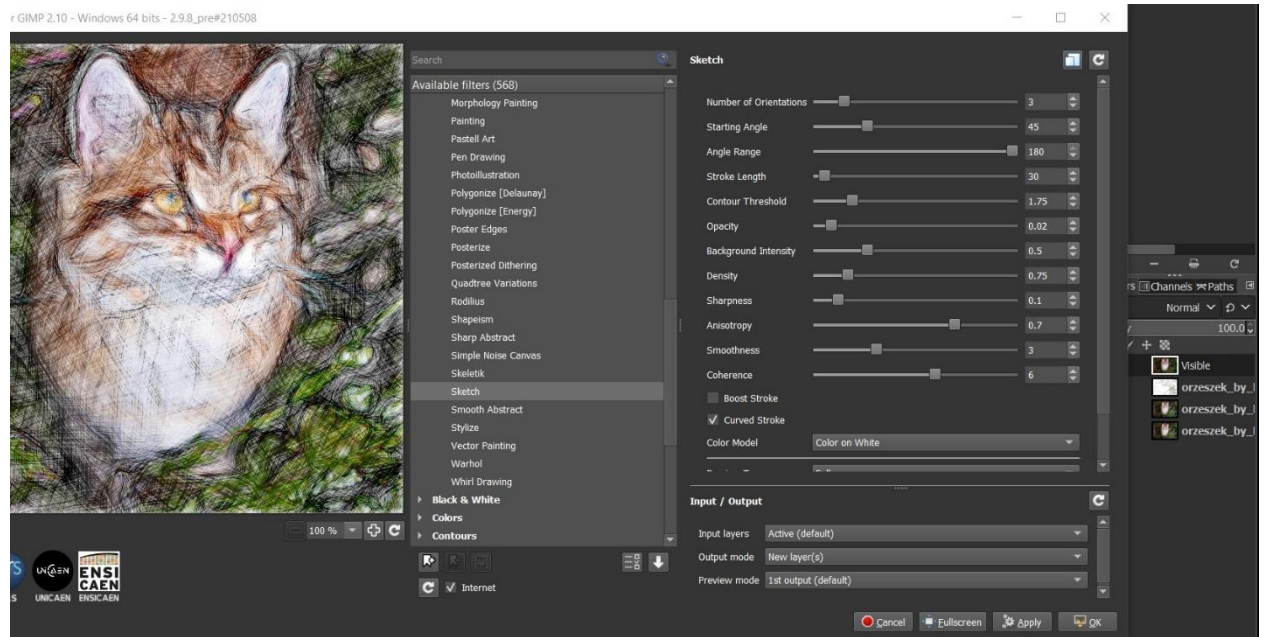 r GIMP 2.10 - Windows 64 bits - 2.9.8_pre#210508
Search
Available filters (568)
Morphology Painting
Painting
Pastell Art
Pen Drawing
Photoillustration
Polygonize [Delaunay]
Polygonize [Energy]
Poster Edges
Posterize
Posterized Dithering
Quadtree Variations
Rodilius
Shapeism
Sharp Abstract
Simple Noise Canvas
Skeletik
Sketch
Smooth Abstract
Stylize
Vector Painting
Warhol
Whirl Drawing
Black & White
Colors
Contours
100 %
Internet
UNICAEN
UNICAEN
ENSI
CAEN
ENSICAEN
Sketch
Number of Orientations 3
Starting Angle 45
Angle Range 180
Stroke Length 30
Contour Threshold 1.75
Opacity 0.02
Background Intensity 0.5
Density 0.75
Sharpness 0.1
Anisotropy 0.7
Smoothness 3
Coherence 6
Boost Stroke
Curved Stroke
Color Model Color on White
Input / Output
Input layers Active (default)
Output mode New layer(s)
Preview mode 1st output (default)
Cancel Fullscreen Apply OK
rs Channels Paths
Normal
100.0
Visible
orzeszek_by_
orzeszek_by_
orzeszek_by_